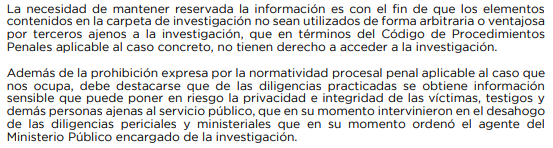 La necesidad de mantener reservada la información es con el fin de que los elementos
contenidos en la carpeta de investigación no sean utilizados de forma arbitraria o ventajosa
por terceros ajenos a la investigación, que en términos del Código de Procedimientos
Penales aplicable al caso concreto, no tienen derecho a acceder a la investigación.

Además de la prohibición expresa por la normatividad procesal penal aplicable al caso que
nos ocupa, debe destacarse que de las diligencias practicadas se obtiene información
sensible que puede poner en riesgo la privacidad e integridad de las víctimas, testigos y
demás personas ajenas al servicio público, que en su momento intervinieron en el desahogo
de las diligencias periciales y ministeriales que en su momento ordenó el agente del
Ministerio Público encargado de la investigación.